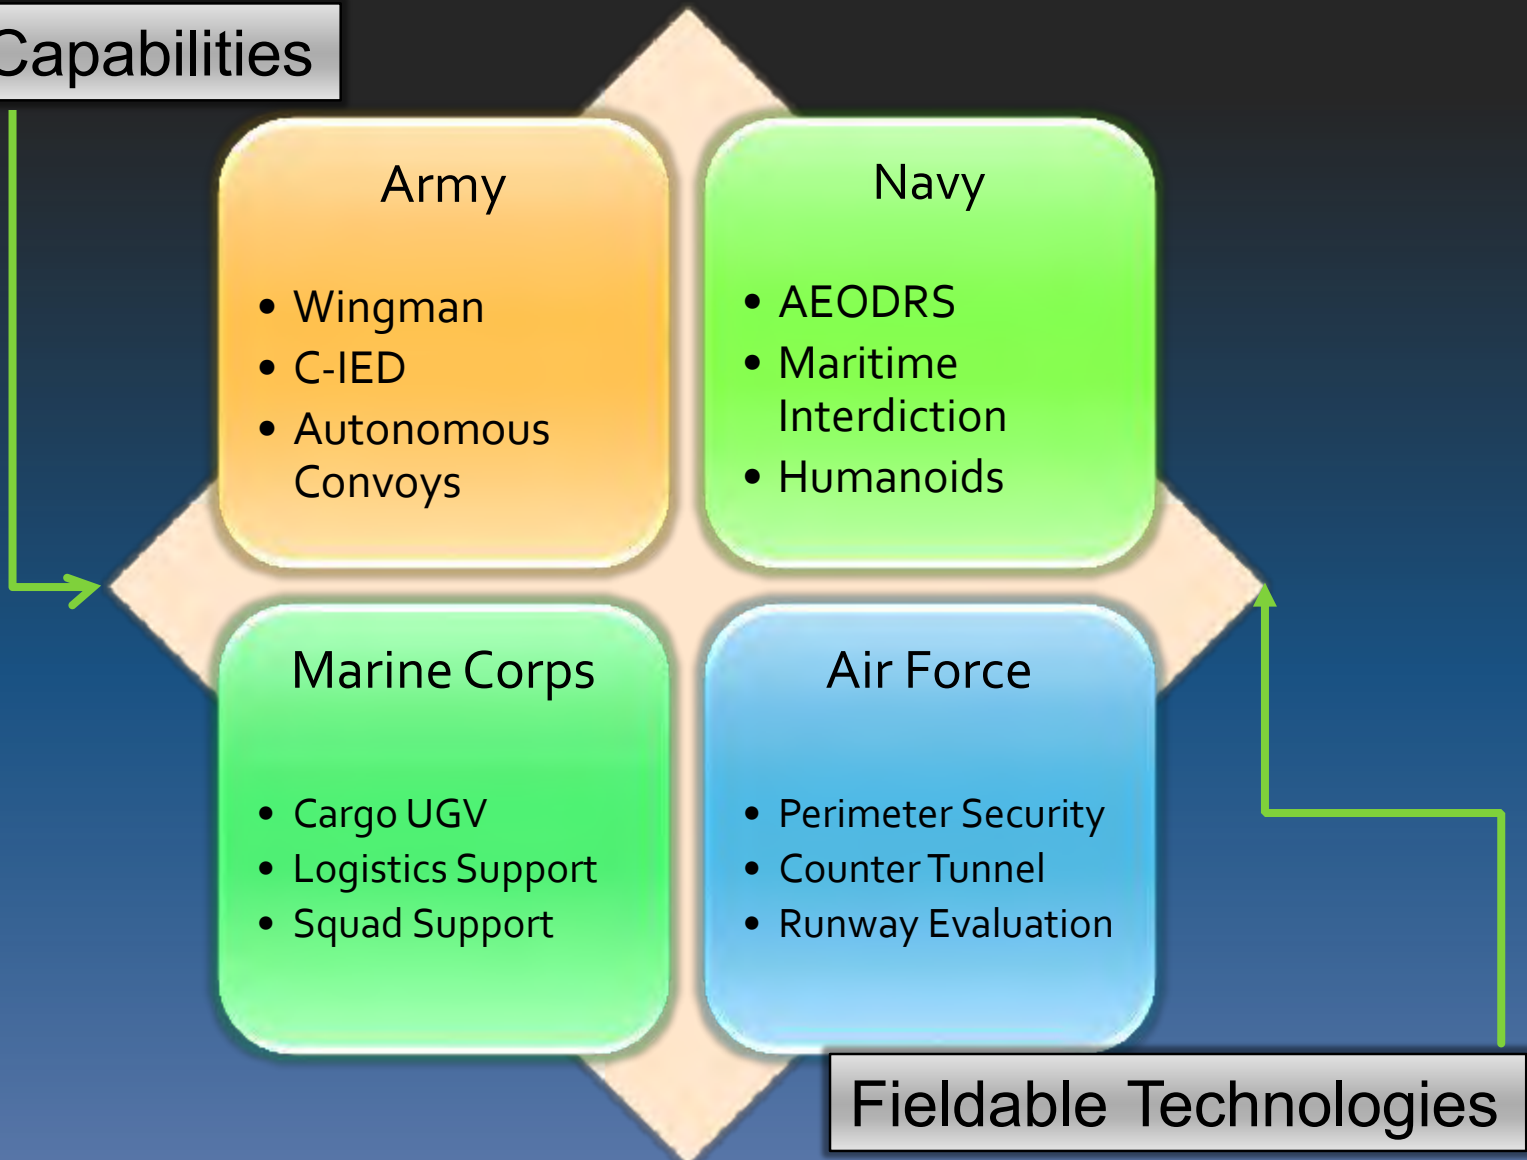 Capabilities
Army
• Wingman
• C-IED
• Autonomous
Convoys
Navy
• AEODRS
• Maritime
Interdiction
• Humanoids
Marine Corps
• Cargo UGV
• Logistics Support
• Squad Support
Air Force
• Perimeter Security
• Counter Tunnel
• Runway Evaluation
Fieldable Technologies